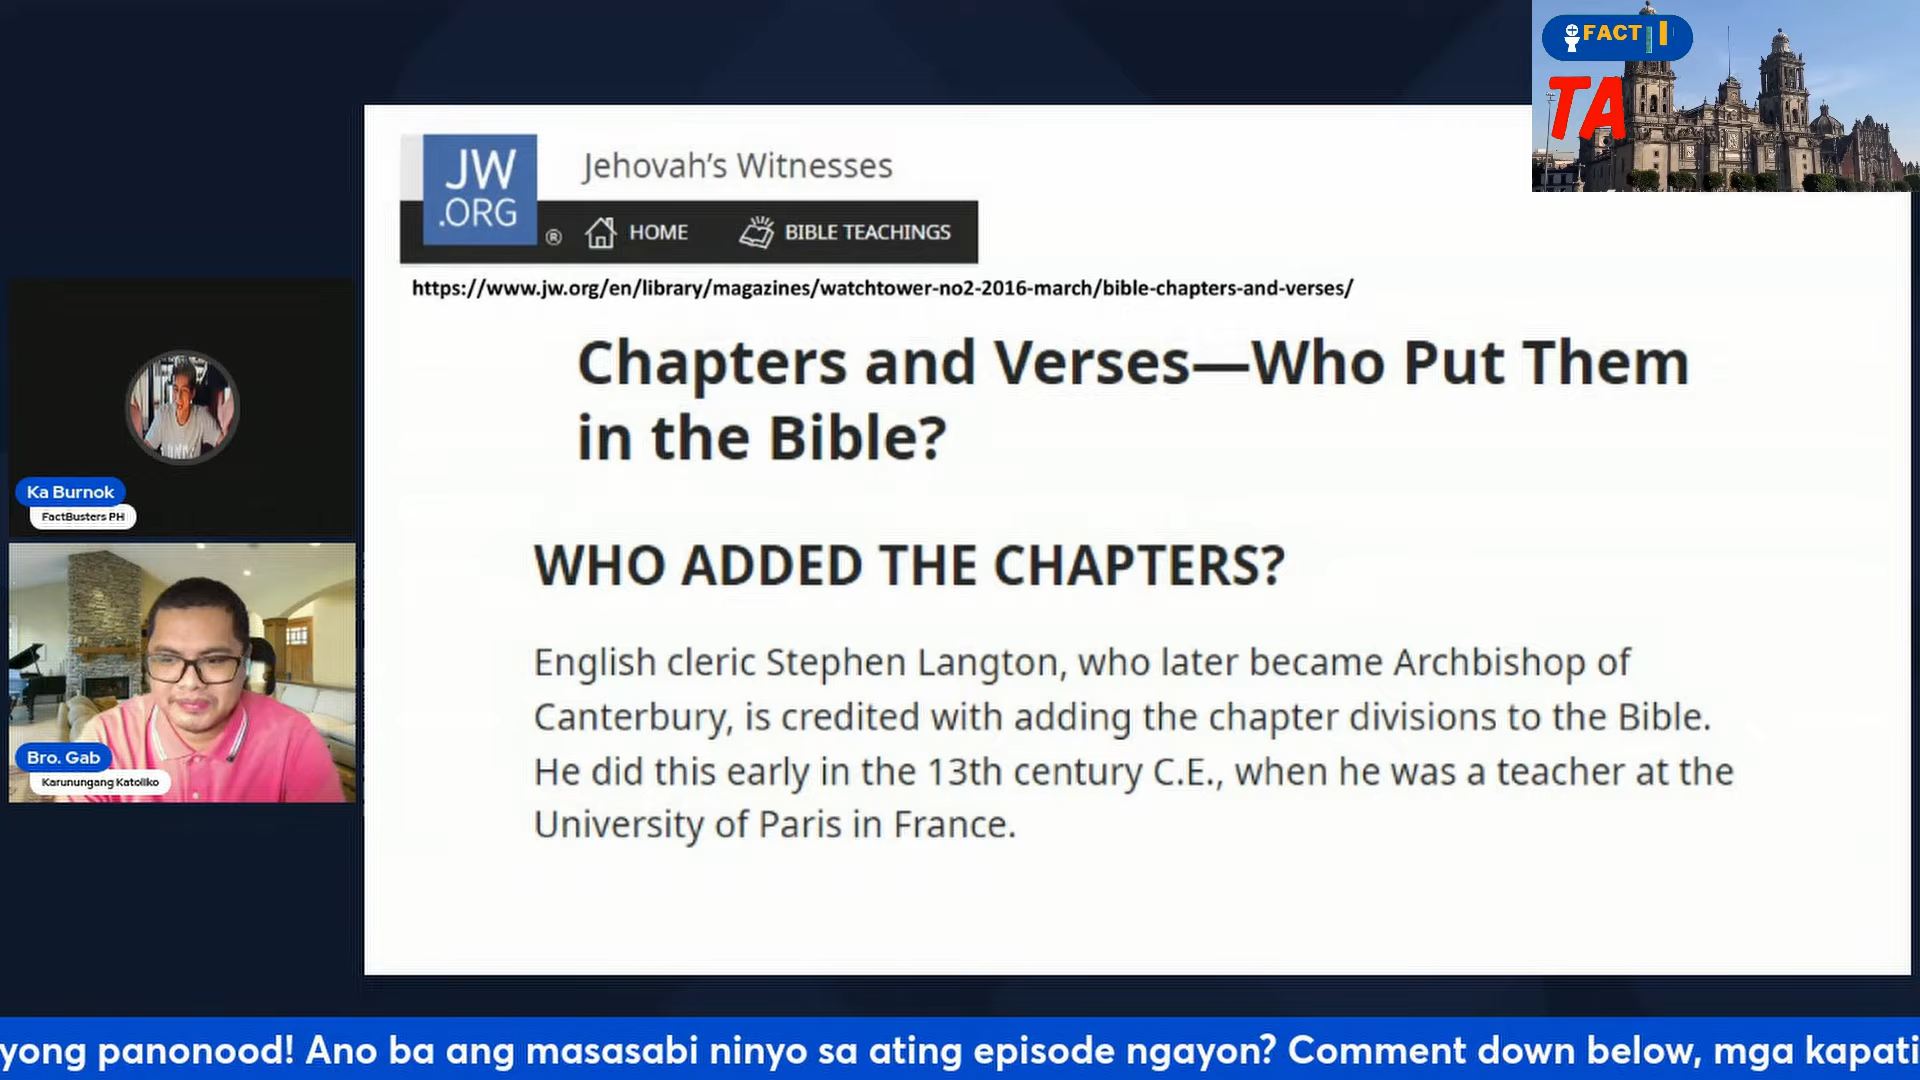 FACT
TA
JW
.ORG
®
Jehovah's Witnesses
HOME
BIBLE TEACHINGS
https://www.jw.org/en/library/magazines/watchtower-no2-2016-march/bible-chapters-and-verses/
Chapters and Verses—Who Put Them
in the Bible?
WHO ADDED THE CHAPTERS?
English cleric Stephen Langton, who later became Archbishop of
Canterbury, is credited with adding the chapter divisions to the Bible.
He did this early in the 13th century C.E., when he was a teacher at the
University of Paris in France.
Ka Burnok
FactBusters PH
Bro. Gab
Karunungang Katoliko
yong panonood! Ano ba ang masasabi ninyo sa ating episode ngayon? Comment down below, mga kapati